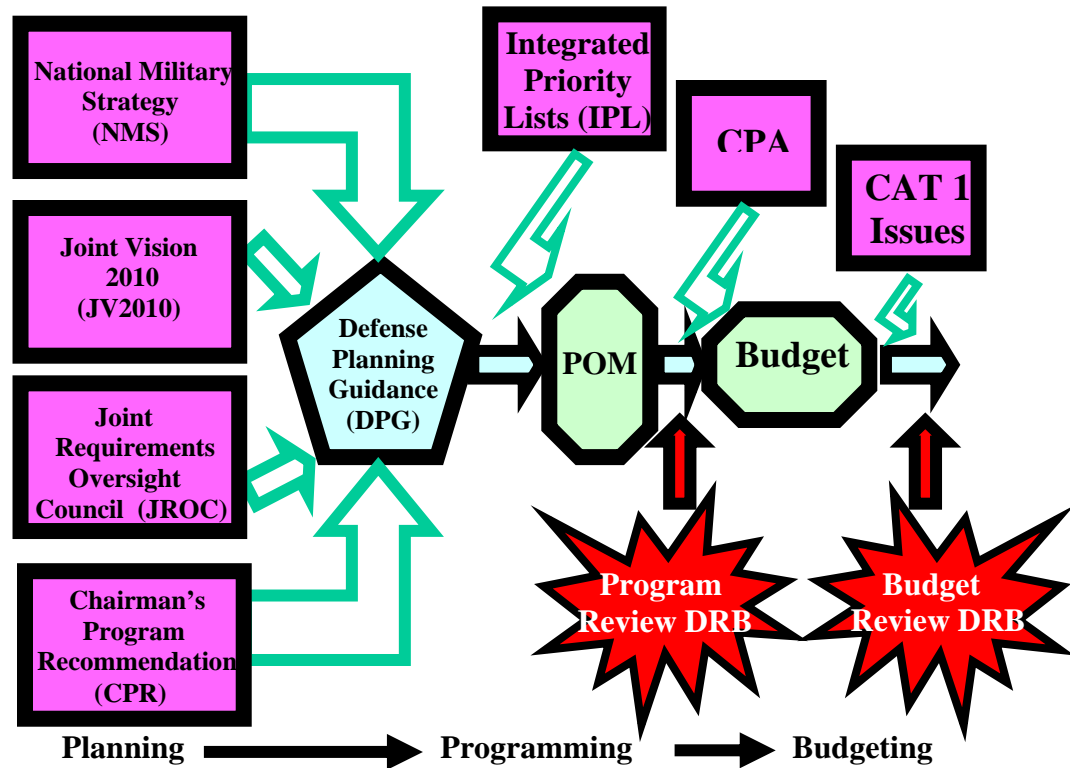 National Military
Strategy
(NMS)
Joint Vision
2010
(JV2010)
Joint
Requirements
Oversight
Council (JROC)
Chairman's
Program
Recommendation
(CPR)
Defense
Planning
Guidance
(DPG)
Integrated
Priority
Lists (IPL)
CPA
CAT 1
Issues
POM
Budget
Program
Review DRB
Budget
Review DRB
Planning
Programming
Budgeting